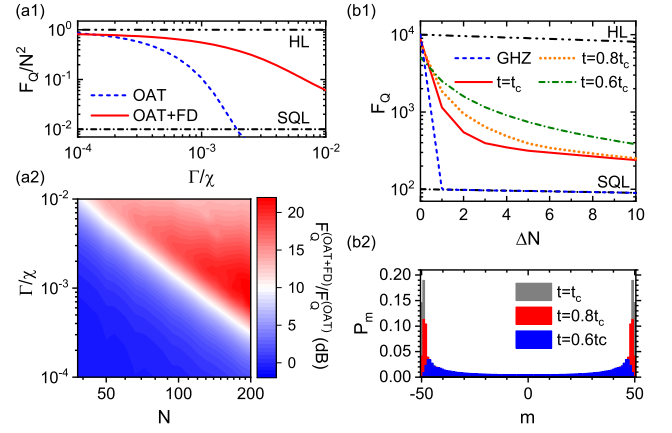 (a1)
F_Q/N^2
10^0
10^-1
10^-2
HL
OAT
OAT+FD
SQL
10^-4
10^-3
10^-2
Γ/χ
(a2)
Γ/χ
10^-2
10^-3
10^-4
50
100
200
N
20
15
10
5
0
F_Q^(OAT+FD)/F_Q^(OAT) (dB)
(b1)
F_Q
10^4
10^3
10^2
HL
GHZ
t=0.8t_c
t=t_c
t=0.6t_c
SQL
0
2
4
6
8
10
ΔN
(b2)
P_m
0.20
0.15
0.10
0.05
0.00
t=t_c
t=0.8t_c
t=0.6tc
-50
0
50
m